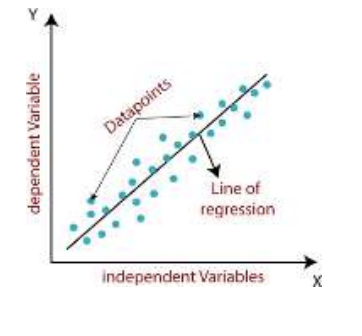 Y
dependent Variable
Datapoints
Line of
regression
independent Variables
X